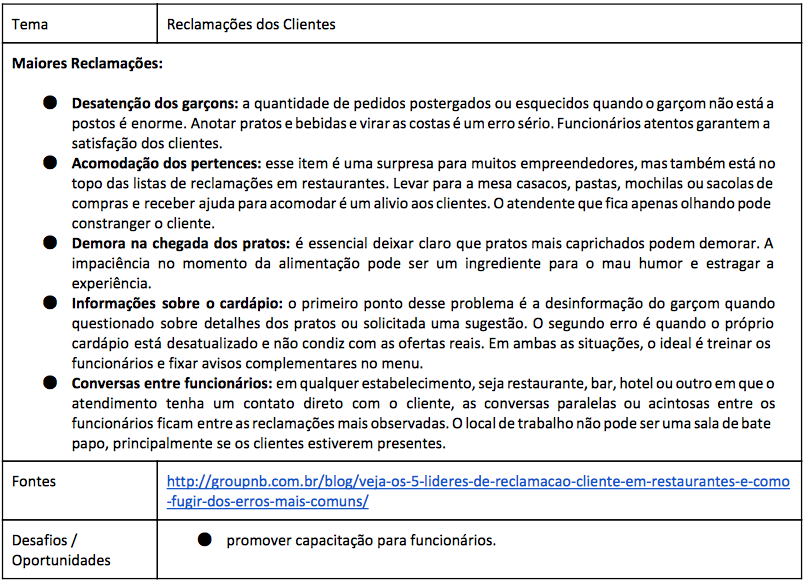 Tema
Reclamações dos Clientes
Maiores Reclamações:
● Desatenção dos garçons: a quantidade de pedidos postergados ou esquecidos quando o garçom não está a
postos é enorme. Anotar pratos e bebidas e virar as costas é um erro sério. Funcionários atentos garantem a
satisfação dos clientes.
● Acomodação dos pertences: esse item é uma surpresa para muitos empreendedores, mas também está no
topo das listas de reclamações em restaurantes. Levar para a mesa casacos, pastas, mochilas ou sacolas de
compras e receber ajuda para acomodar é um alivio aos clientes. O atendente que fica apenas olhando pode
constranger o cliente.
● Demora na chegada dos pratos: é essencial deixar claro que pratos mais caprichados podem demorar. A
impaciência no momento da alimentação pode ser um ingrediente para o mau humor e estragar a
experiência.
● Informações sobre o cardápio: o primeiro ponto desse problema é a desinformação do garçom quando
questionado sobre detalhes dos pratos ou solicitada uma sugestão. O segundo erro é quando o próprio
cardápio está desatualizado e não condiz com as ofertas reais. Em ambas as situações, o ideal é treinar os
funcionários e fixar avisos complementares no menu.
● Conversas entre funcionários: em qualquer estabelecimento, seja restaurante, bar, hotel ou outro em que o
atendimento tenha um contato direto com o cliente, as conversas paralelas ou acintosas entre os
funcionários ficam entre as reclamações mais observadas. O local de trabalho não pode ser uma sala de bate
papo, principalmente se os clientes estiverem presentes.
Fontes
http://groupnb.com.br/blog/veja-os-5-lideres-de-reclamacao-cliente-em-restaurantes-e-como
-fugir-dos-erros-mais-comuns/
Desafios /
Oportunidades
● promover capacitação para funcionários.